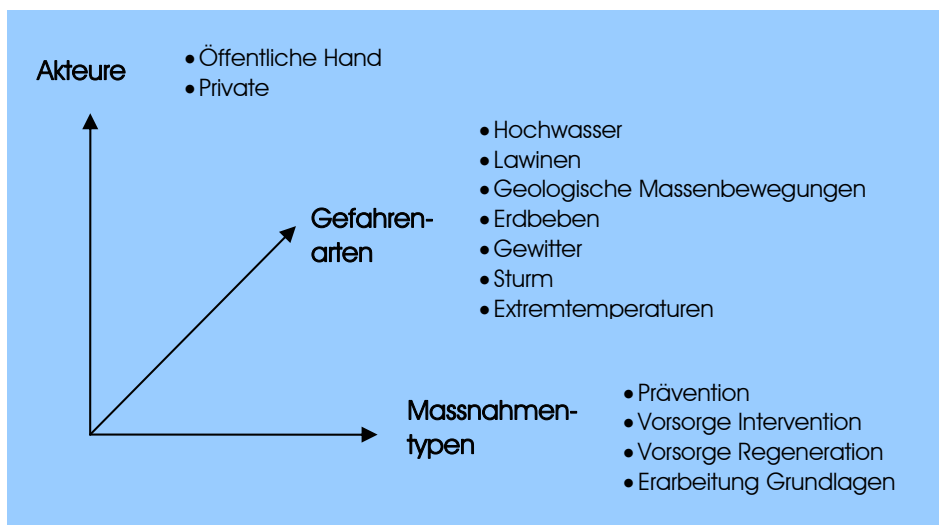 Akteure
• Öffentliche Hand
• Private
Gefahren-
arten
• Hochwasser
• Lawinen
• Geologische Massenbewegungen
• Erdbeben
• Gewitter
• Sturm
• Extremtemperaturen
Massnahmen-
typen
• Prävention
• Vorsorge Intervention
• Vorsorge Regeneration
• Erarbeitung Grundlagen